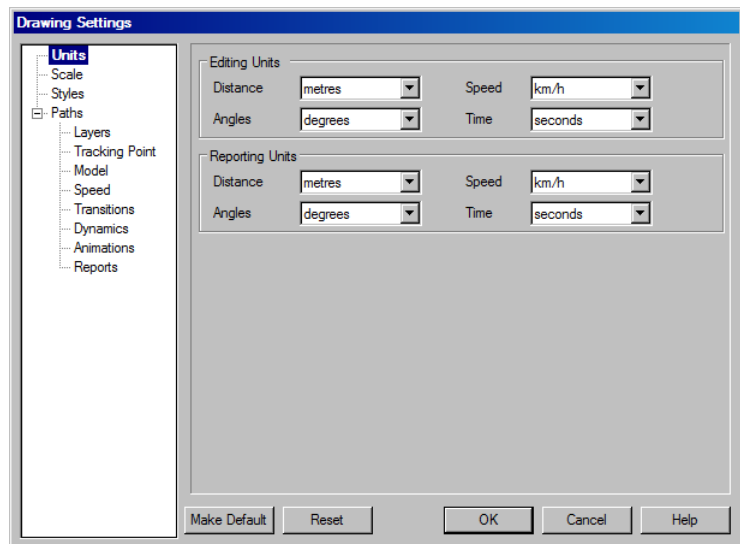 Drawing Settings
Units
Scale
Styles
Paths
Layers
Tracking Point
Model
Speed
Transitions
Dynamics
Animations
Reports
Editing Units
Distance metres Speed km/h
Angles degrees Time seconds
Reporting Units
Distance metres Speed km/h
Angles degrees Time seconds
Make Default Reset OK Cancel Help